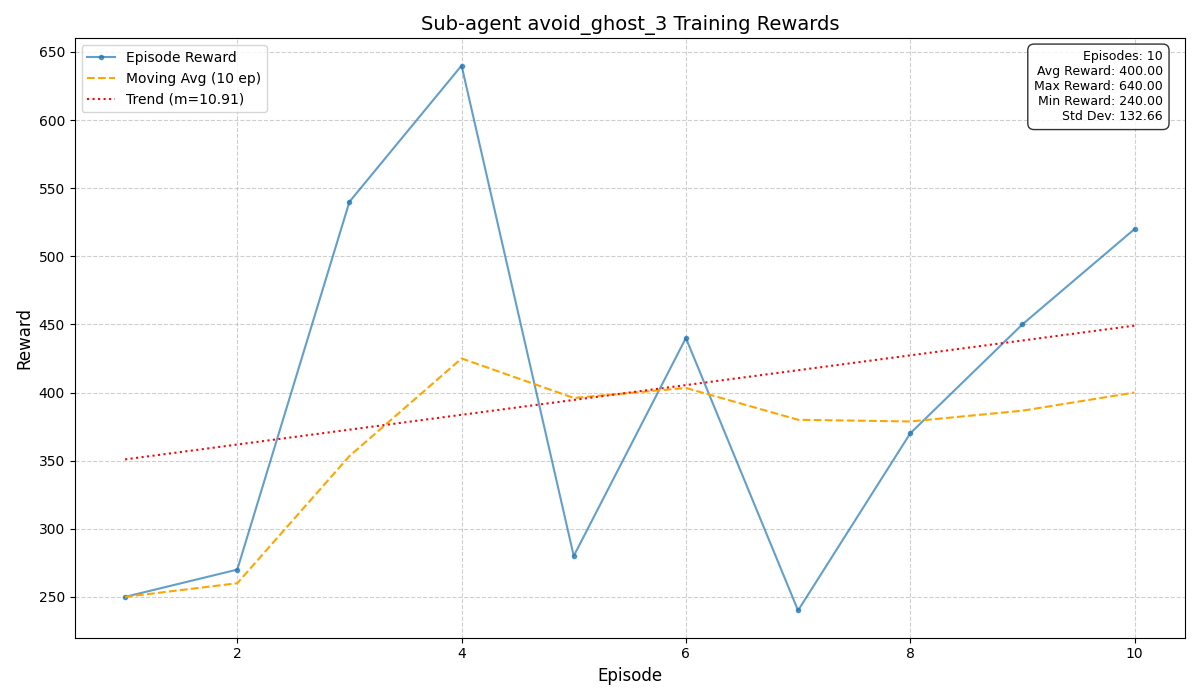 Sub-agent avoid_ghost_3 Training Rewards
Episode Reward
Moving Avg (10 ep)
Trend (m=10.91)
Episodes: 10
Avg Reward: 400.00
Max Reward: 640.00
Min Reward: 240.00
Std Dev: 132.66
Reward
650
600
550
500
450
400
350
300
250
2 4 6 8 10
Episode